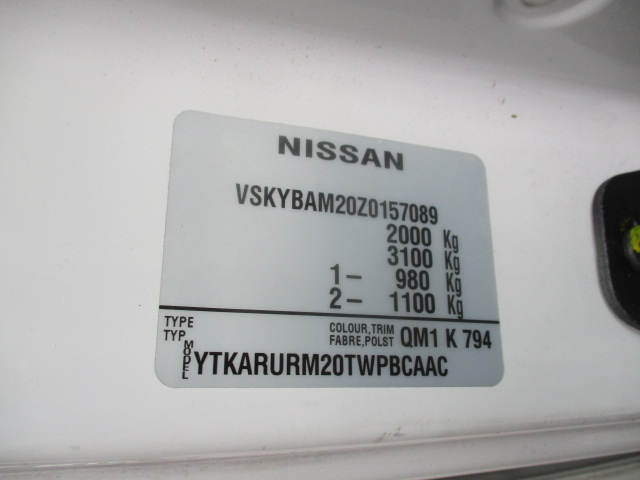 NISSAN
VSKYBAM20Z0157089
2000 Kg
3100 Kg
1- 980 Kg
2- 1100 Kg
TYPE COLOUR,TRIM
TYP FABRE,POLST QM1 K 794
MODEL YTKARURM20TWPBCAAC